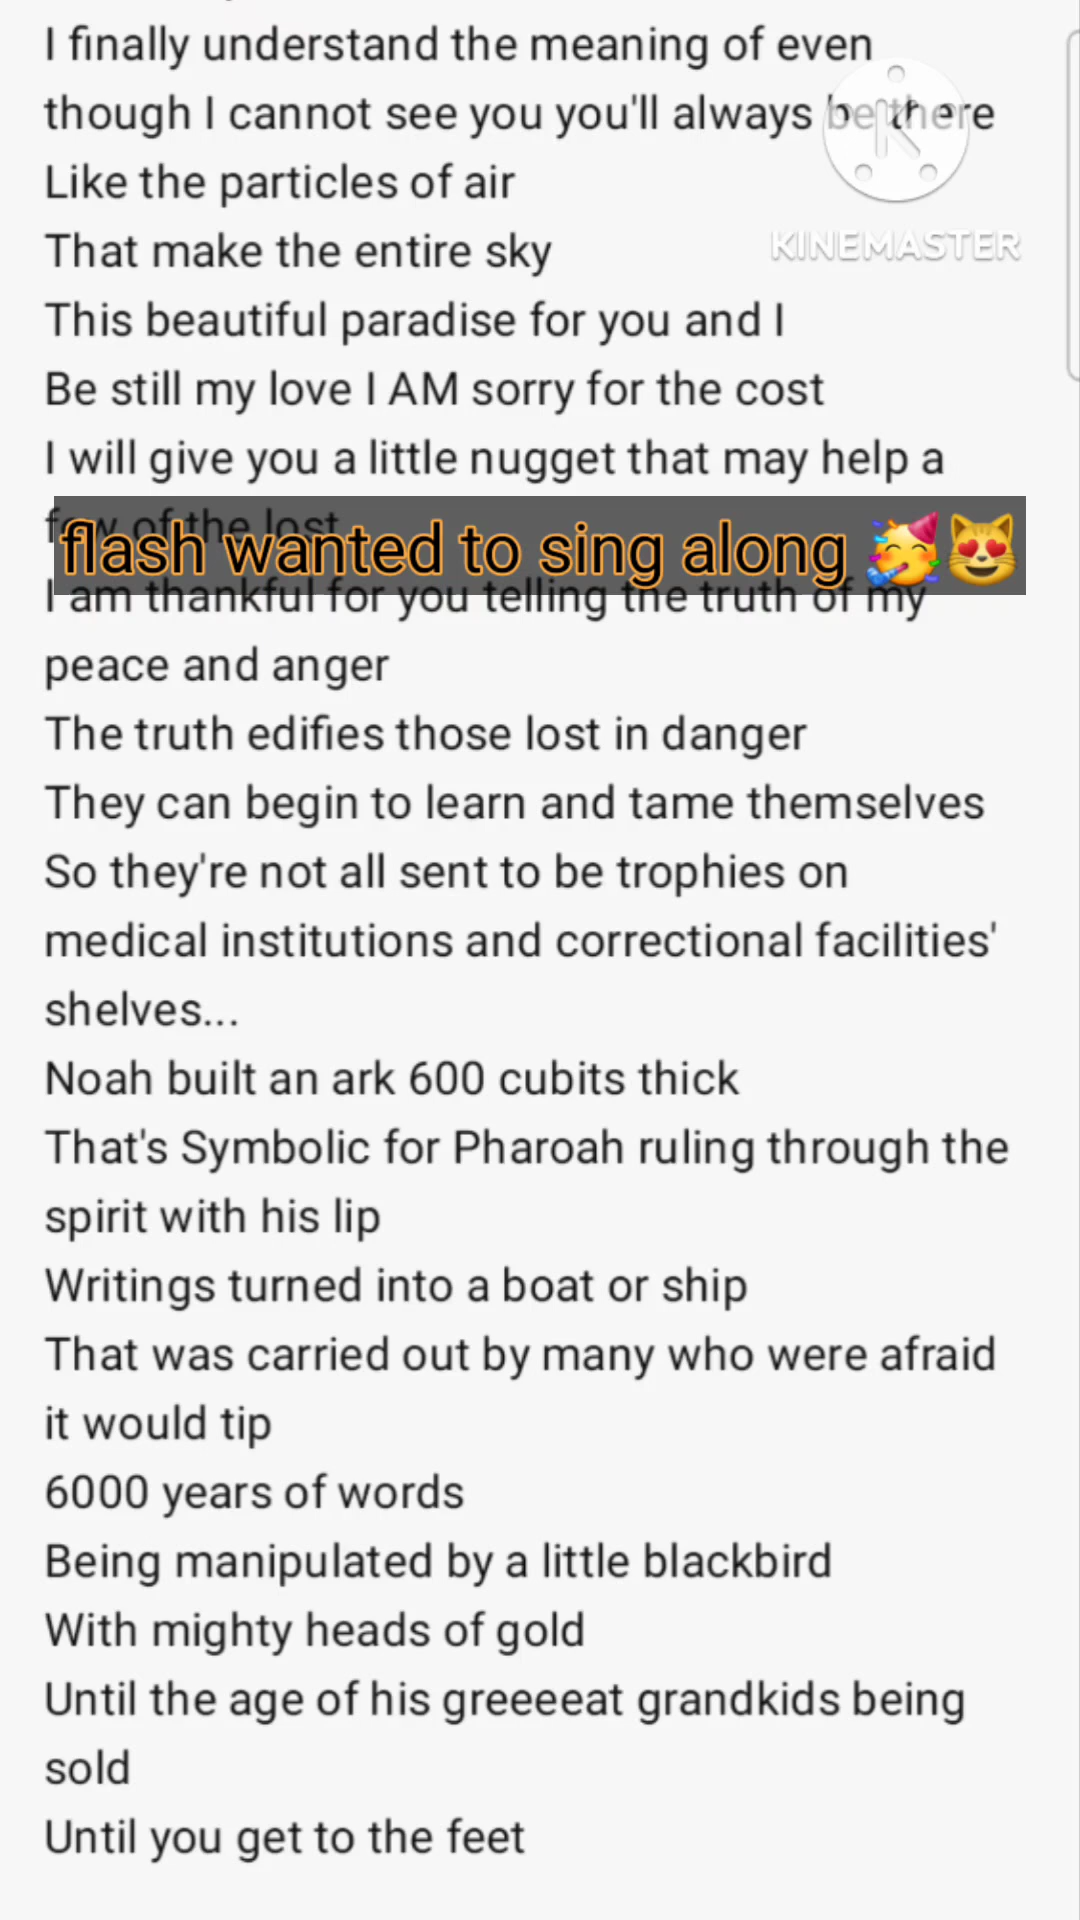 I finally understand the meaning of even
though I cannot see you you'll always be there
KINEMASTER
Like the particles of air
That make the entire sky
This beautiful paradise for you and I
Be still my love I AM sorry for the cost
I will give you a little nugget that may help a
few of the lost
flash wanted to sing along 🥳😻
I am thankful for you telling the truth of my
peace and anger
The truth edifies those lost in danger
They can begin to learn and tame themselves
So they're not all sent to be trophies on
medical institutions and correctional facilities'
shelves...
Noah built an ark 600 cubits thick
That's Symbolic for Pharoah ruling through the
spirit with his lip
Writings turned into a boat or ship
That was carried out by many who were afraid
it would tip
6000 years of words
Being manipulated by a little blackbird
With mighty heads of gold
Until the age of his greeeeat grandkids being
sold
Until you get to the feet